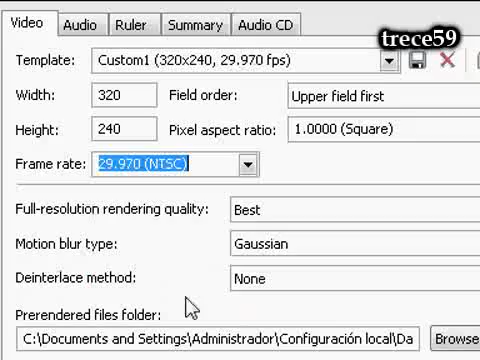 Video Audio Ruler Summary Audio CD
trece59
Template: Custom1 (320x240, 29.970 fps)
Width: 320 Field order: Upper field first
Height: 240 Pixel aspect ratio: 1.0000 (Square)
Frame rate: 29.970 (NTSC)
Full-resolution rendering quality: Best
Motion blur type: Gaussian
Deinterlace method: None
Prerendered files folder:
C:\Documents and Settings\Administrador\Configuración local\Da Browse